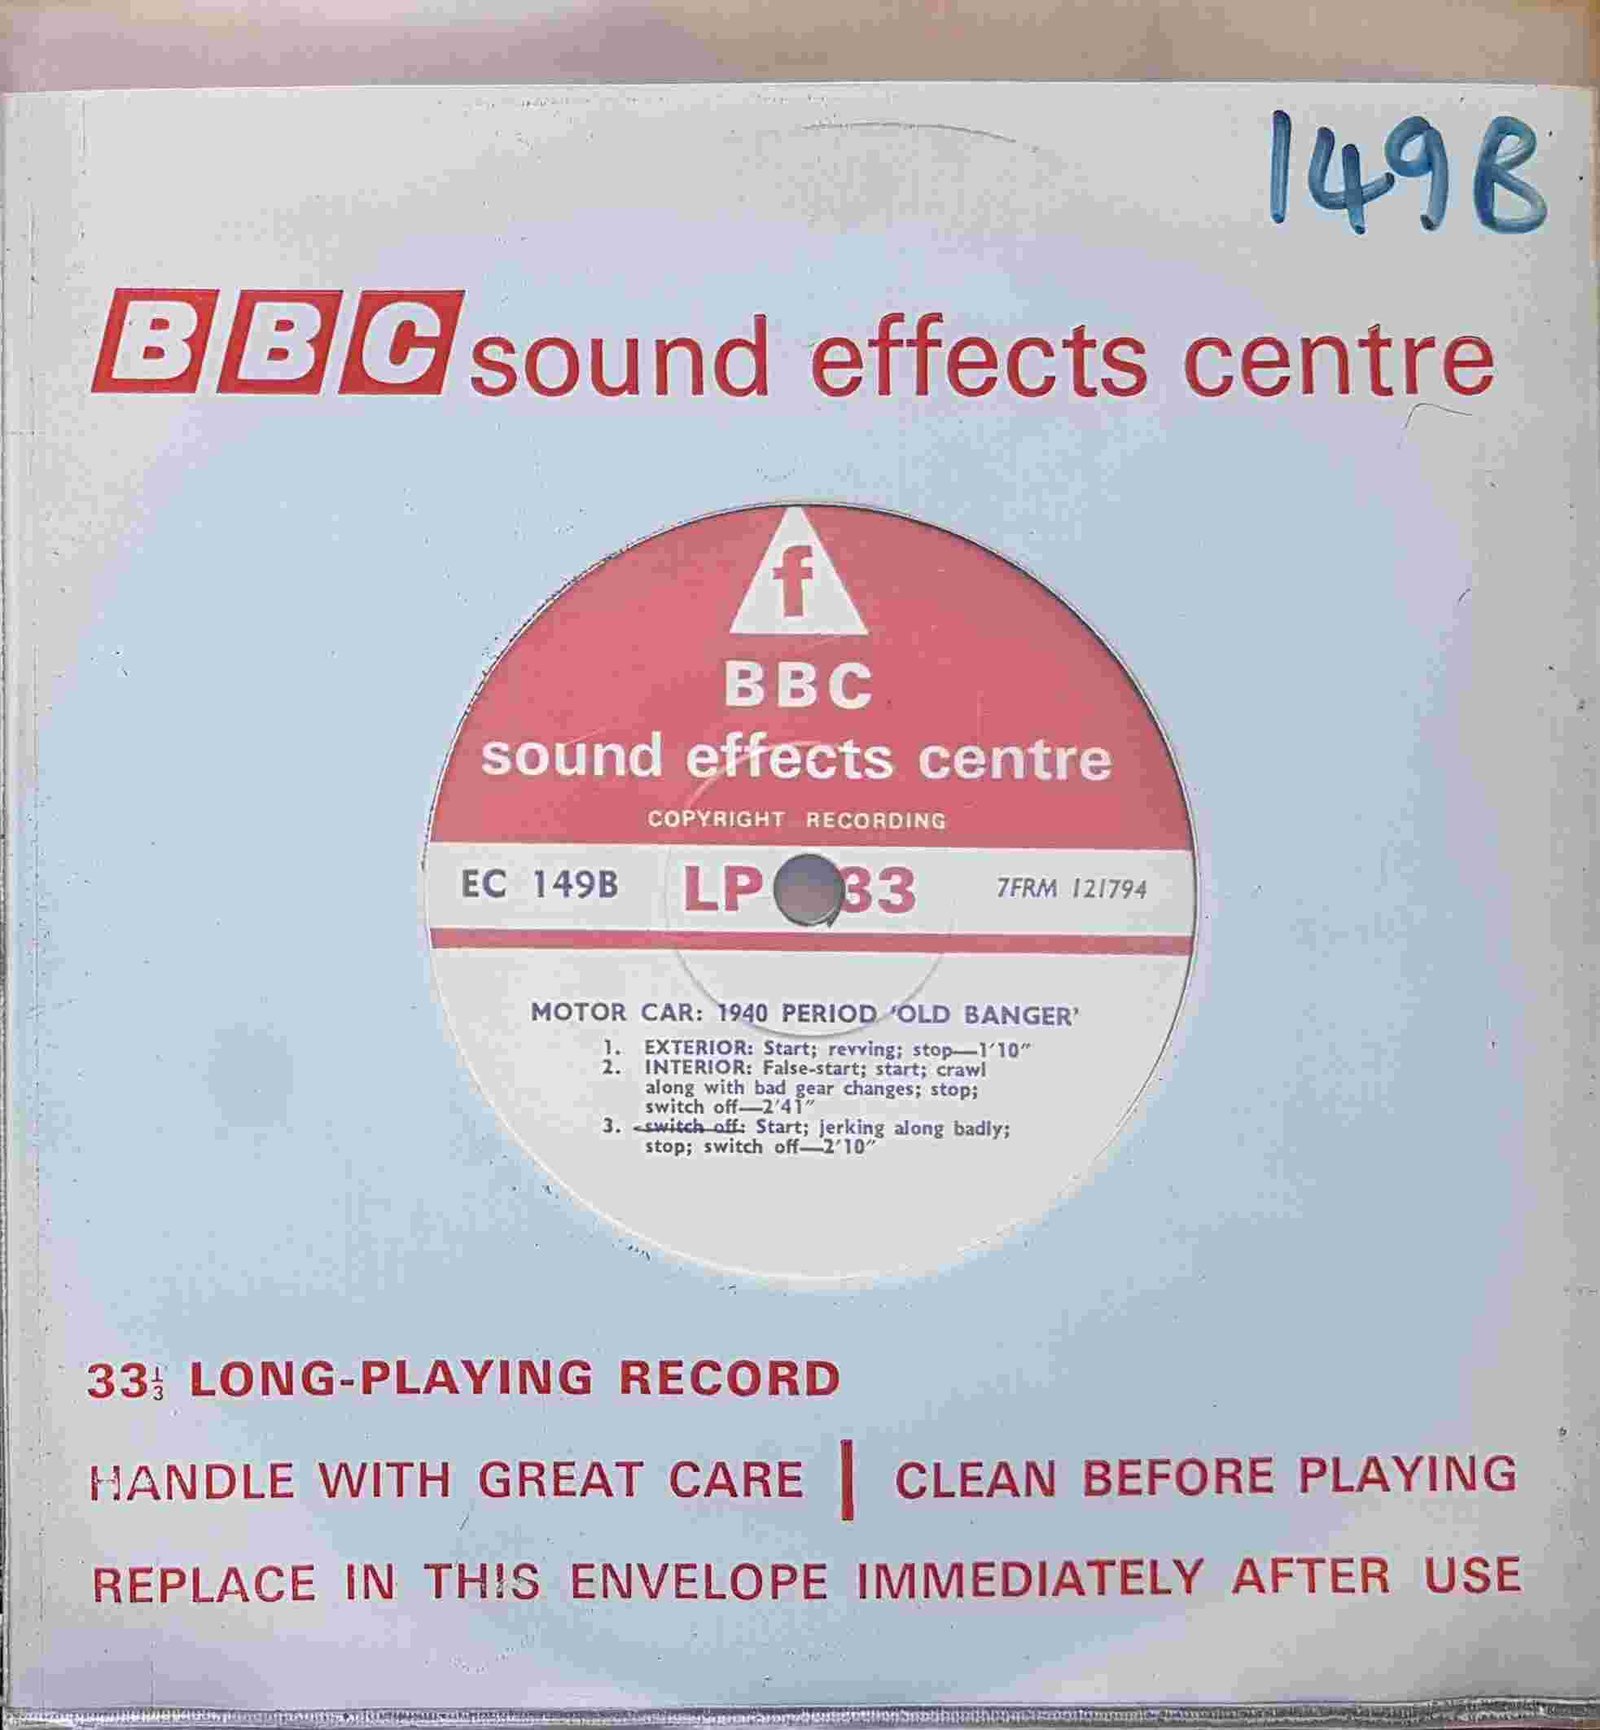 149B
BBC sound effects centre
f
BBC
sound effects centre
COPYRIGHT RECORDING
EC 149B LP 33 7FRM 121794
MOTOR CAR: 1940 PERIOD ‘OLD BANGER’
1. EXTERIOR: Start; revving; stop—1′10″
2. INTERIOR: False-start; start; crawl
along with bad gear changes; stop;
switch off—2′41″
3. switch off: Start; jerking along badly;
stop; switch off—2′10″
33⅓ LONG-PLAYING RECORD
HANDLE WITH GREAT CARE | CLEAN BEFORE PLAYING
REPLACE IN THIS ENVELOPE IMMEDIATELY AFTER USE